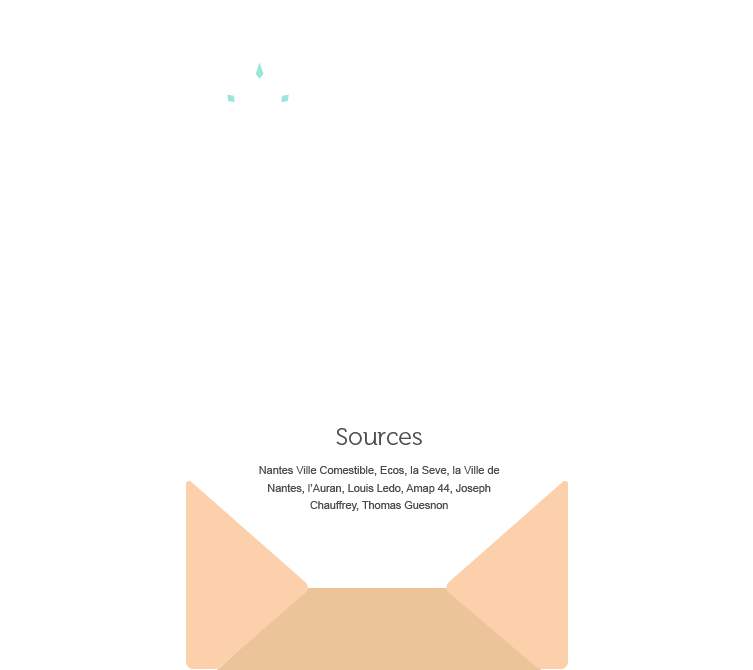 Sources
Nantes Ville Comestible, Ecos, la Seve, la Ville de
Nantes, l'Auran, Louis Ledo, Amap 44, Joseph
Chauffrey, Thomas Guesnon